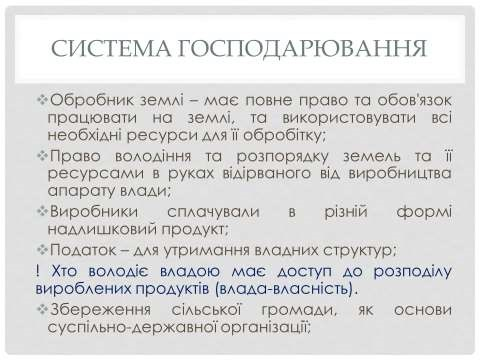 СИСТЕМА ГОСПОДАРЮВАННЯ
❖Обробник землі – має повне право та обов'язок
працювати на землі, та використовувати всі
необхідні ресурси для її обробітку;
❖Право володіння та розпорядку земель та її
ресурсами в руках відірваного від виробництва
апарату влади;
❖Виробники сплачували в різній формі
надлишковий продукт;
❖Податок – для утримання владних структур;
! Хто володіє владою має доступ до розподілу
вироблених продуктів (влада-власність).
❖Збереження сільської громади, як основи
суспільно-державної організації;